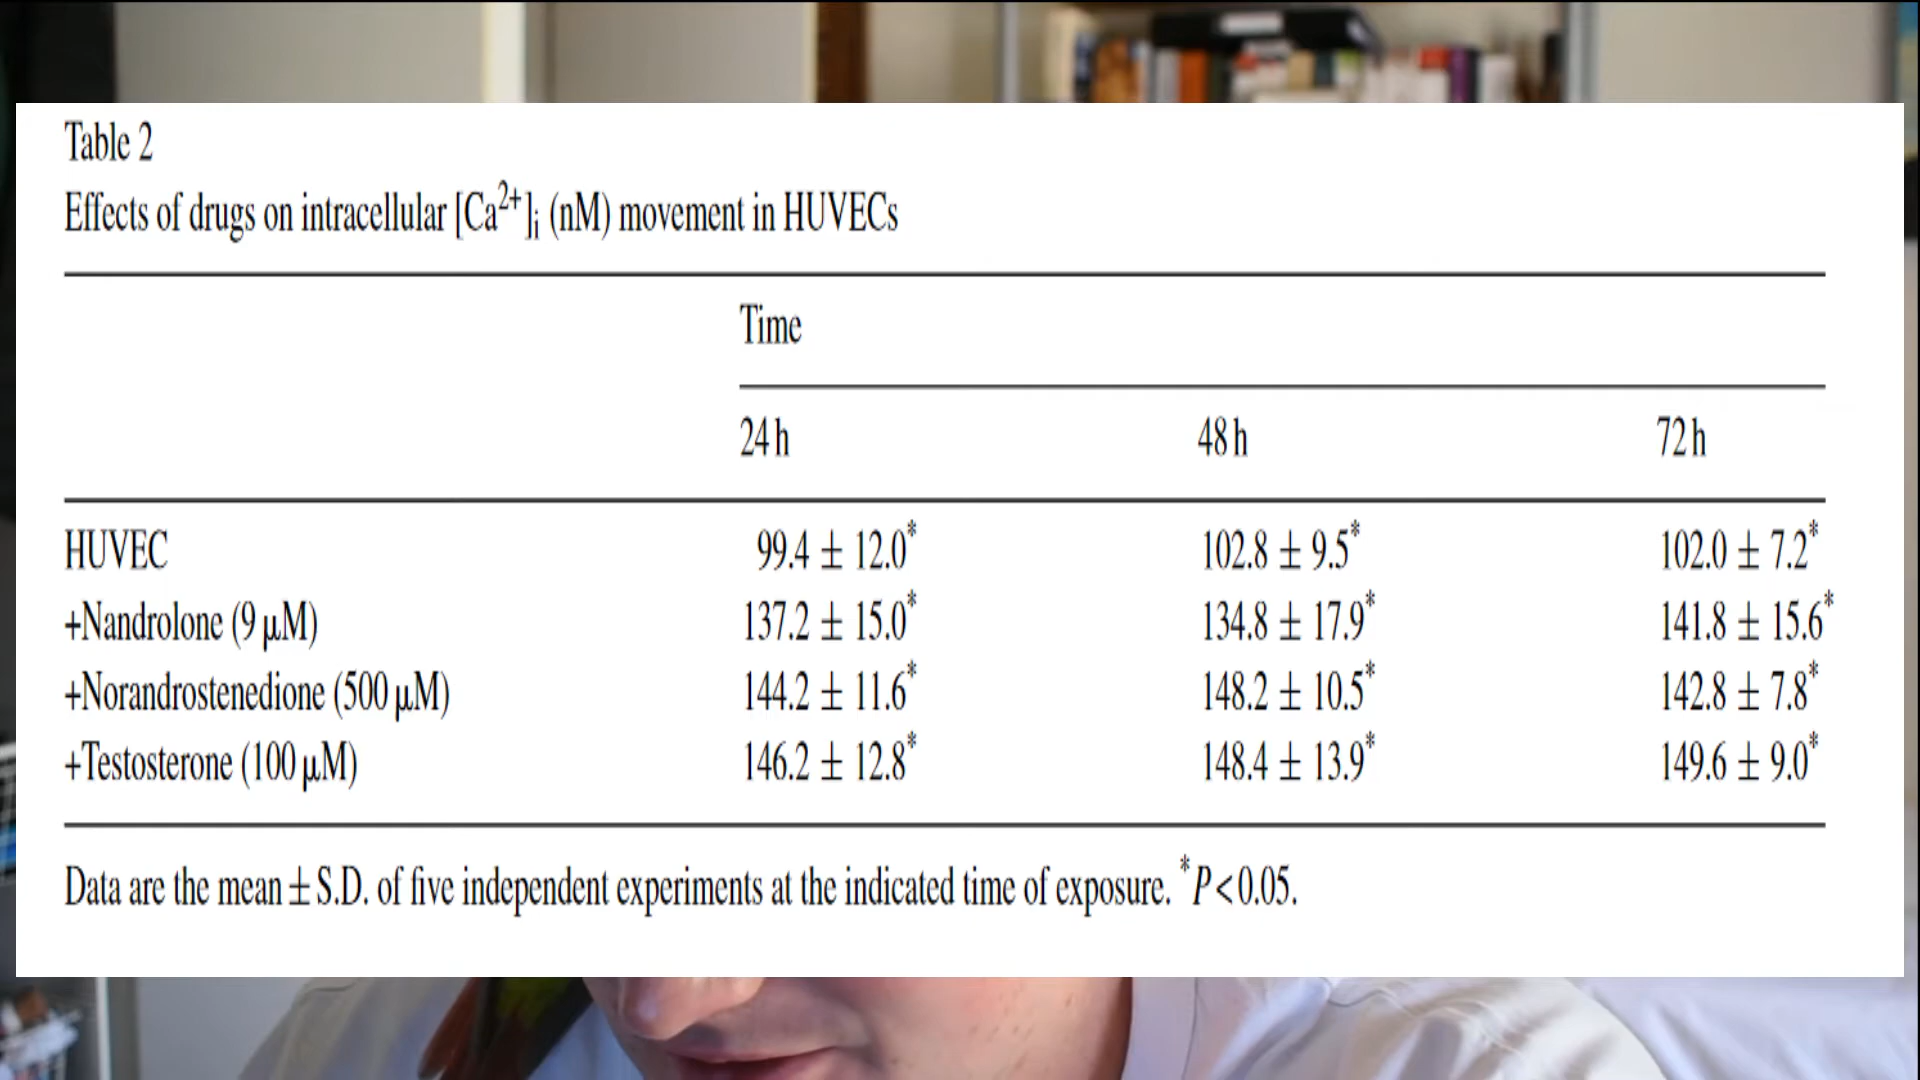 Table 2
Effects of drugs on intracellular [Ca2+]i (nM) movement in HUVECs
Time
24 h 48 h 72 h
HUVEC 99.4 ± 12.0* 102.8 ± 9.5* 102.0 ± 7.2*
+Nandrolone (9 μM) 137.2 ± 15.0* 134.8 ± 17.9* 141.8 ± 15.6*
+Norandrostenedione (500 μM) 144.2 ± 11.6* 148.2 ± 10.5* 142.8 ± 7.8*
+Testosterone (100 μM) 146.2 ± 12.8* 148.4 ± 13.9* 149.6 ± 9.0*
Data are the mean ± S.D. of five independent experiments at the indicated time of exposure. *P < 0.05.